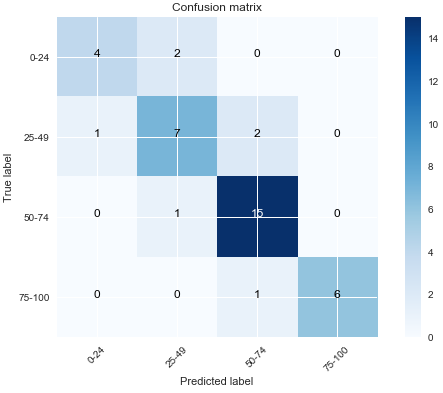 Confusion matrix
True label
0-24 4 2 0 0
25-49 1 7 2 0
50-74 0 1 15 0
75-100 0 0 1 6
0-24 25-49 50-74 75-100
Predicted label
14
12
10
8
6
4
2
0